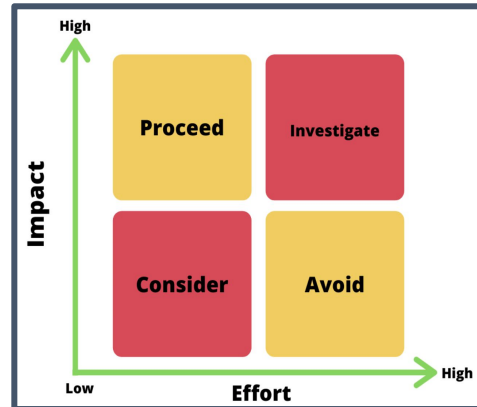 High
Proceed
Investigate
Impact
Consider
Avoid
High
Low
Effort